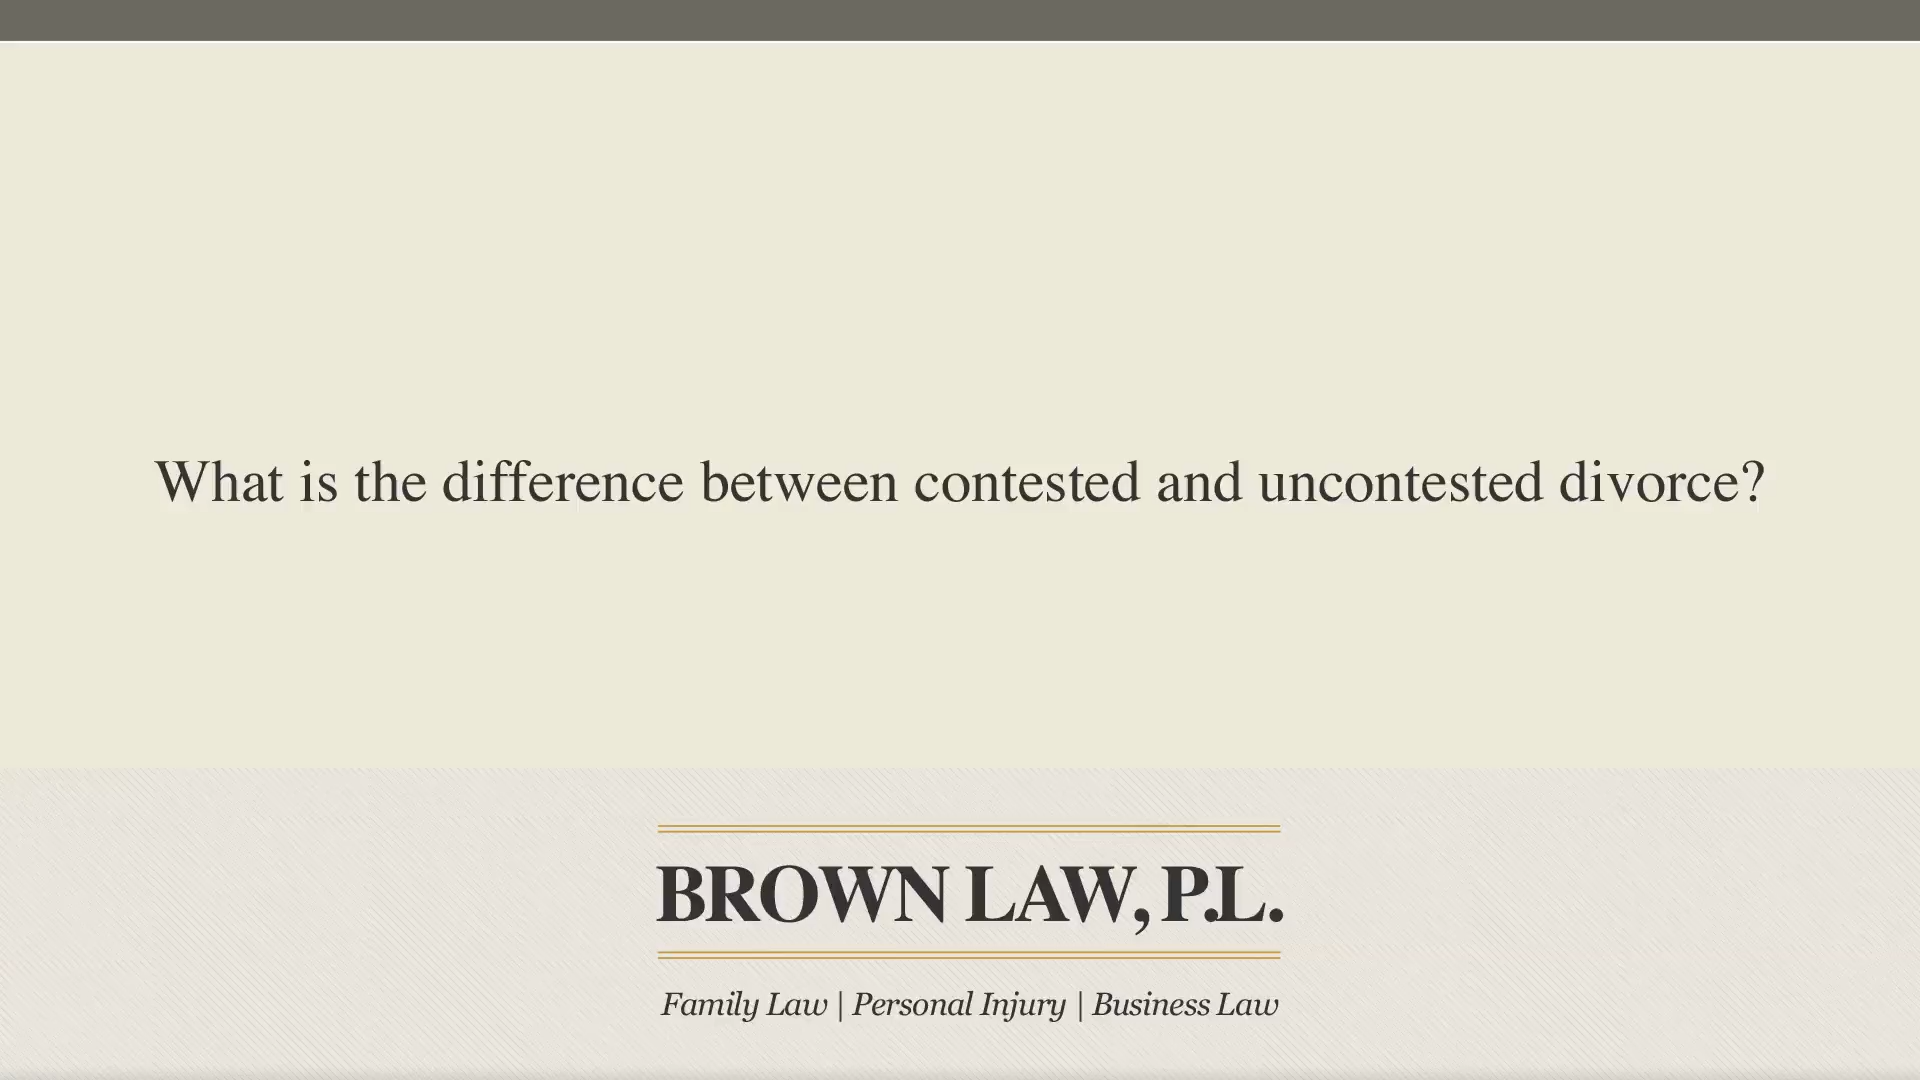 What is the difference between contested and uncontested divorce?
BROWN LAW, P.L.
Family Law | Personal Injury | Business Law